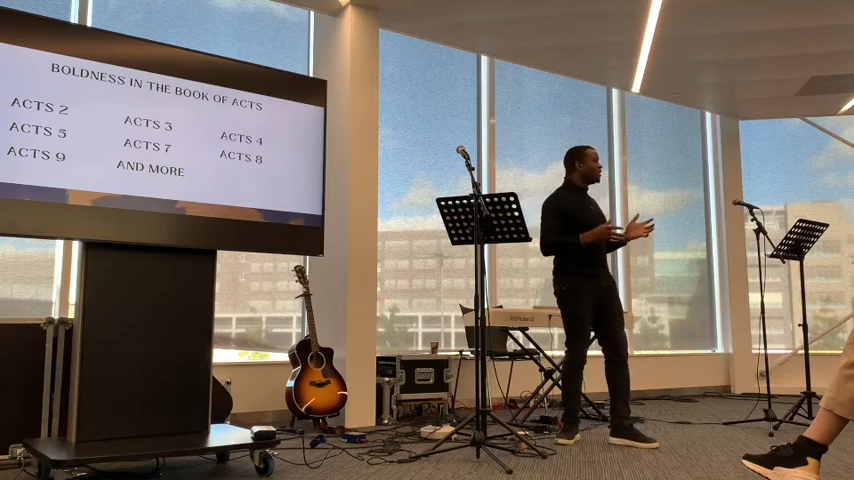 BOLDNESS IN THE BOOK OF ACTS
ACTS 2
ACTS 3
ACTS 4
ACTS 5
ACTS 7
ACTS 8
ACTS 9
AND MORE
Roland